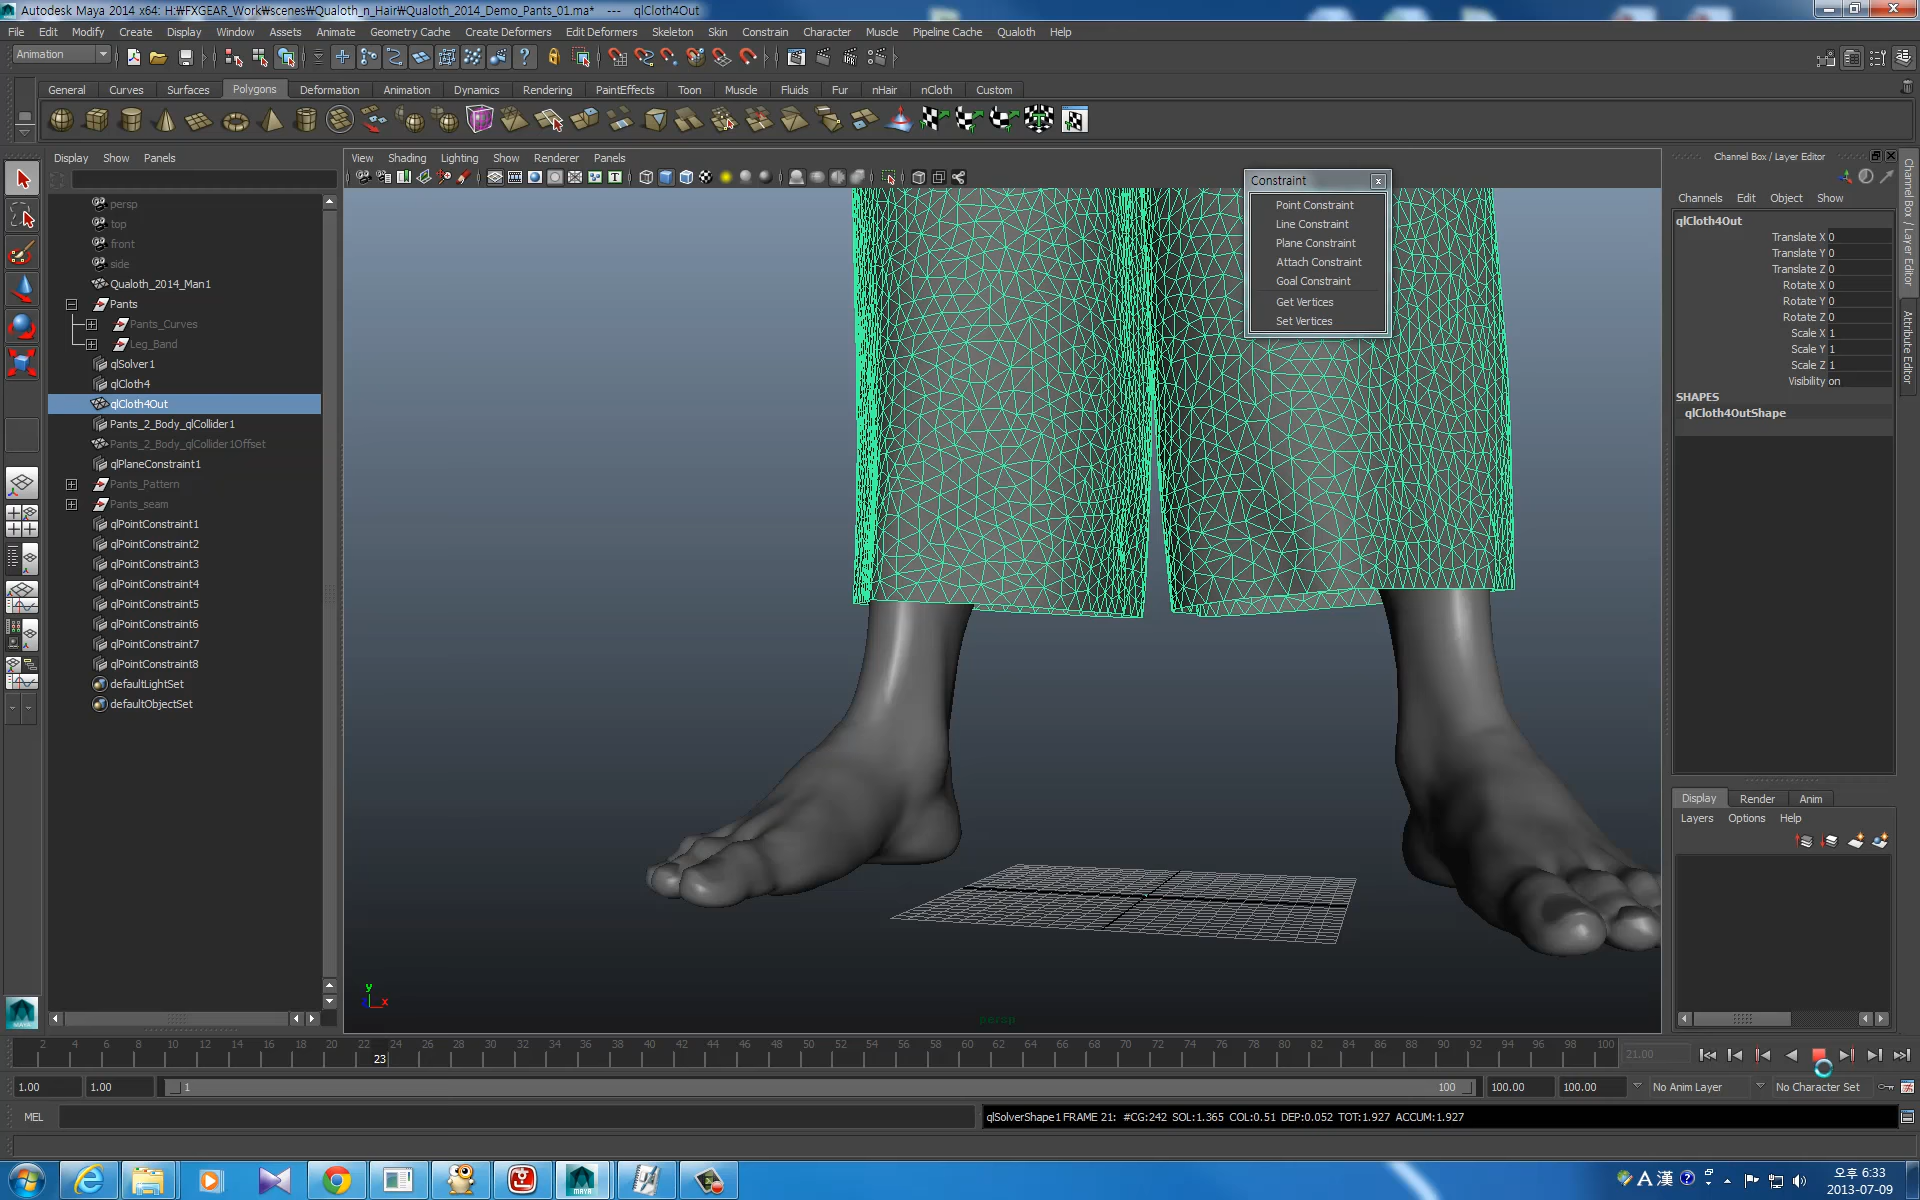 Autodesk Maya 2014 x64: H:₩FXGEAR_Work₩scenes₩Qualoth_n_Hair₩Qualoth_2014_Demo_Pants_01.ma* --- qlCloth4Out
File Edit Modify Create Display Window Assets Animate Geometry Cache Create Deformers Edit Deformers Skeleton Skin Constrain Character Muscle Pipeline Cache Qualoth Help
Animation
General Curves Surfaces Polygons Deformation Animation Dynamics Rendering PaintEffects Toon Muscle Fluids Fur nHair nCloth Custom
Display Show Panels
View Shading Lighting Show Renderer Panels
Channel Box / Layer Editor
Channels Edit Object Show
persp
top
front
side
Qualoth_2014_Man1
Pants
Pants_Curves
Leg_Band
qlSolver1
qlCloth4
qlCloth4Out
Pants_2_Body_qlCollider1
Pants_2_Body_qlCollider1Offset
qlPlaneConstraint1
Pants_Pattern
Pants_seam
qlPointConstraint1
qlPointConstraint2
qlPointConstraint3
qlPointConstraint4
qlPointConstraint5
qlPointConstraint6
qlPointConstraint7
qlPointConstraint8
defaultLightSet
defaultObjectSet
Constraint
Point Constraint
Line Constraint
Plane Constraint
Attach Constraint
Goal Constraint
Get Vertices
Set Vertices
y
x
persp
qlCloth4Out
Translate X 0
Translate Y 0
Translate Z 0
Rotate X 0
Rotate Y 0
Rotate Z 0
Scale X 1
Scale Y 1
Scale Z 1
Visibility on
SHAPES
qlCloth4OutShape
Channel Box / Layer Editor
Attribute Editor
Display Render Anim
Layers Options Help
2 4 6 8 10 12 14 16 18 20 22 24 26 28 30 32 34 36 38 40 42 44 46 48 50 52 54 56 58 60 62 64 66 68 70 72 74 76 78 80 82 84 86 88 90 92 94 96 98 100
23
21.00
1.00 1.00 1 100 100.00 100.00 No Anim Layer No Character Set
MEL
qlSolverShape1 FRAME 21: #CG:242 SOL:1.365 COL:0.51 DEP:0.052 TOT:1.927 ACCUM:1.927
MAYA
A 漢
오후 6:33
2013-07-09